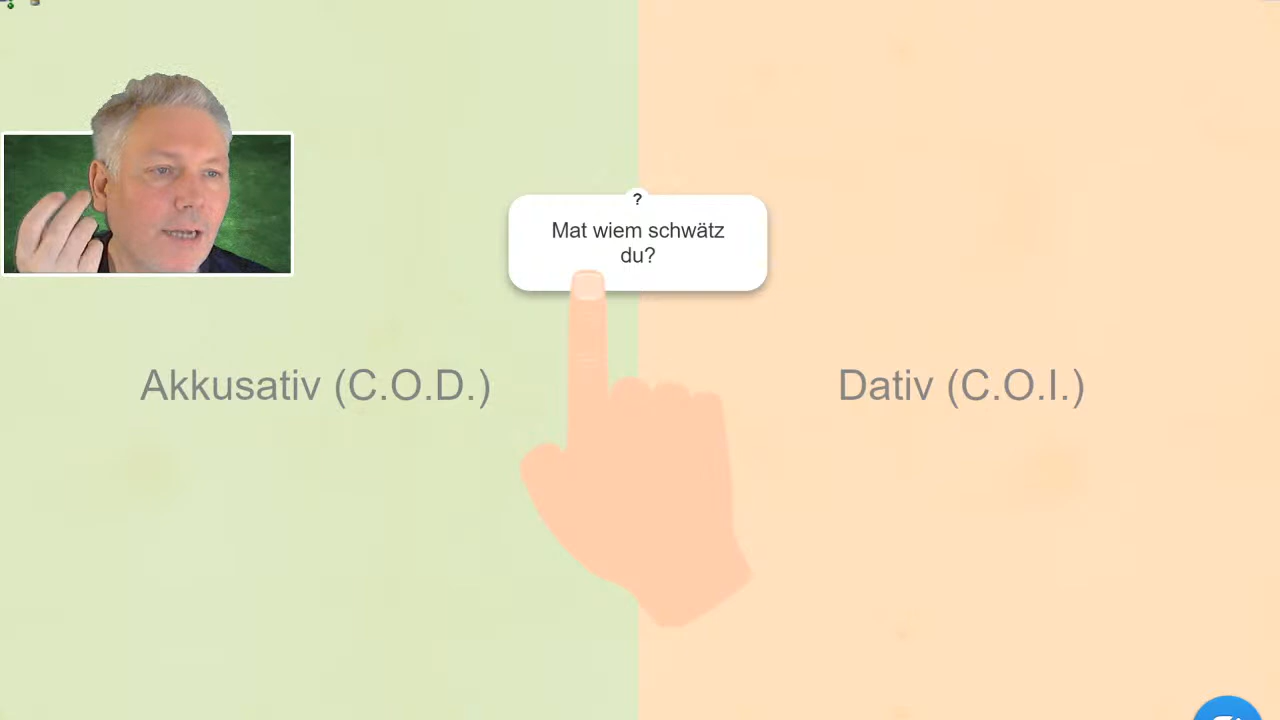 ?
Mat wiem schwätz
du?
Akkusativ (C.O.D.)
Dativ (C.O.I.)